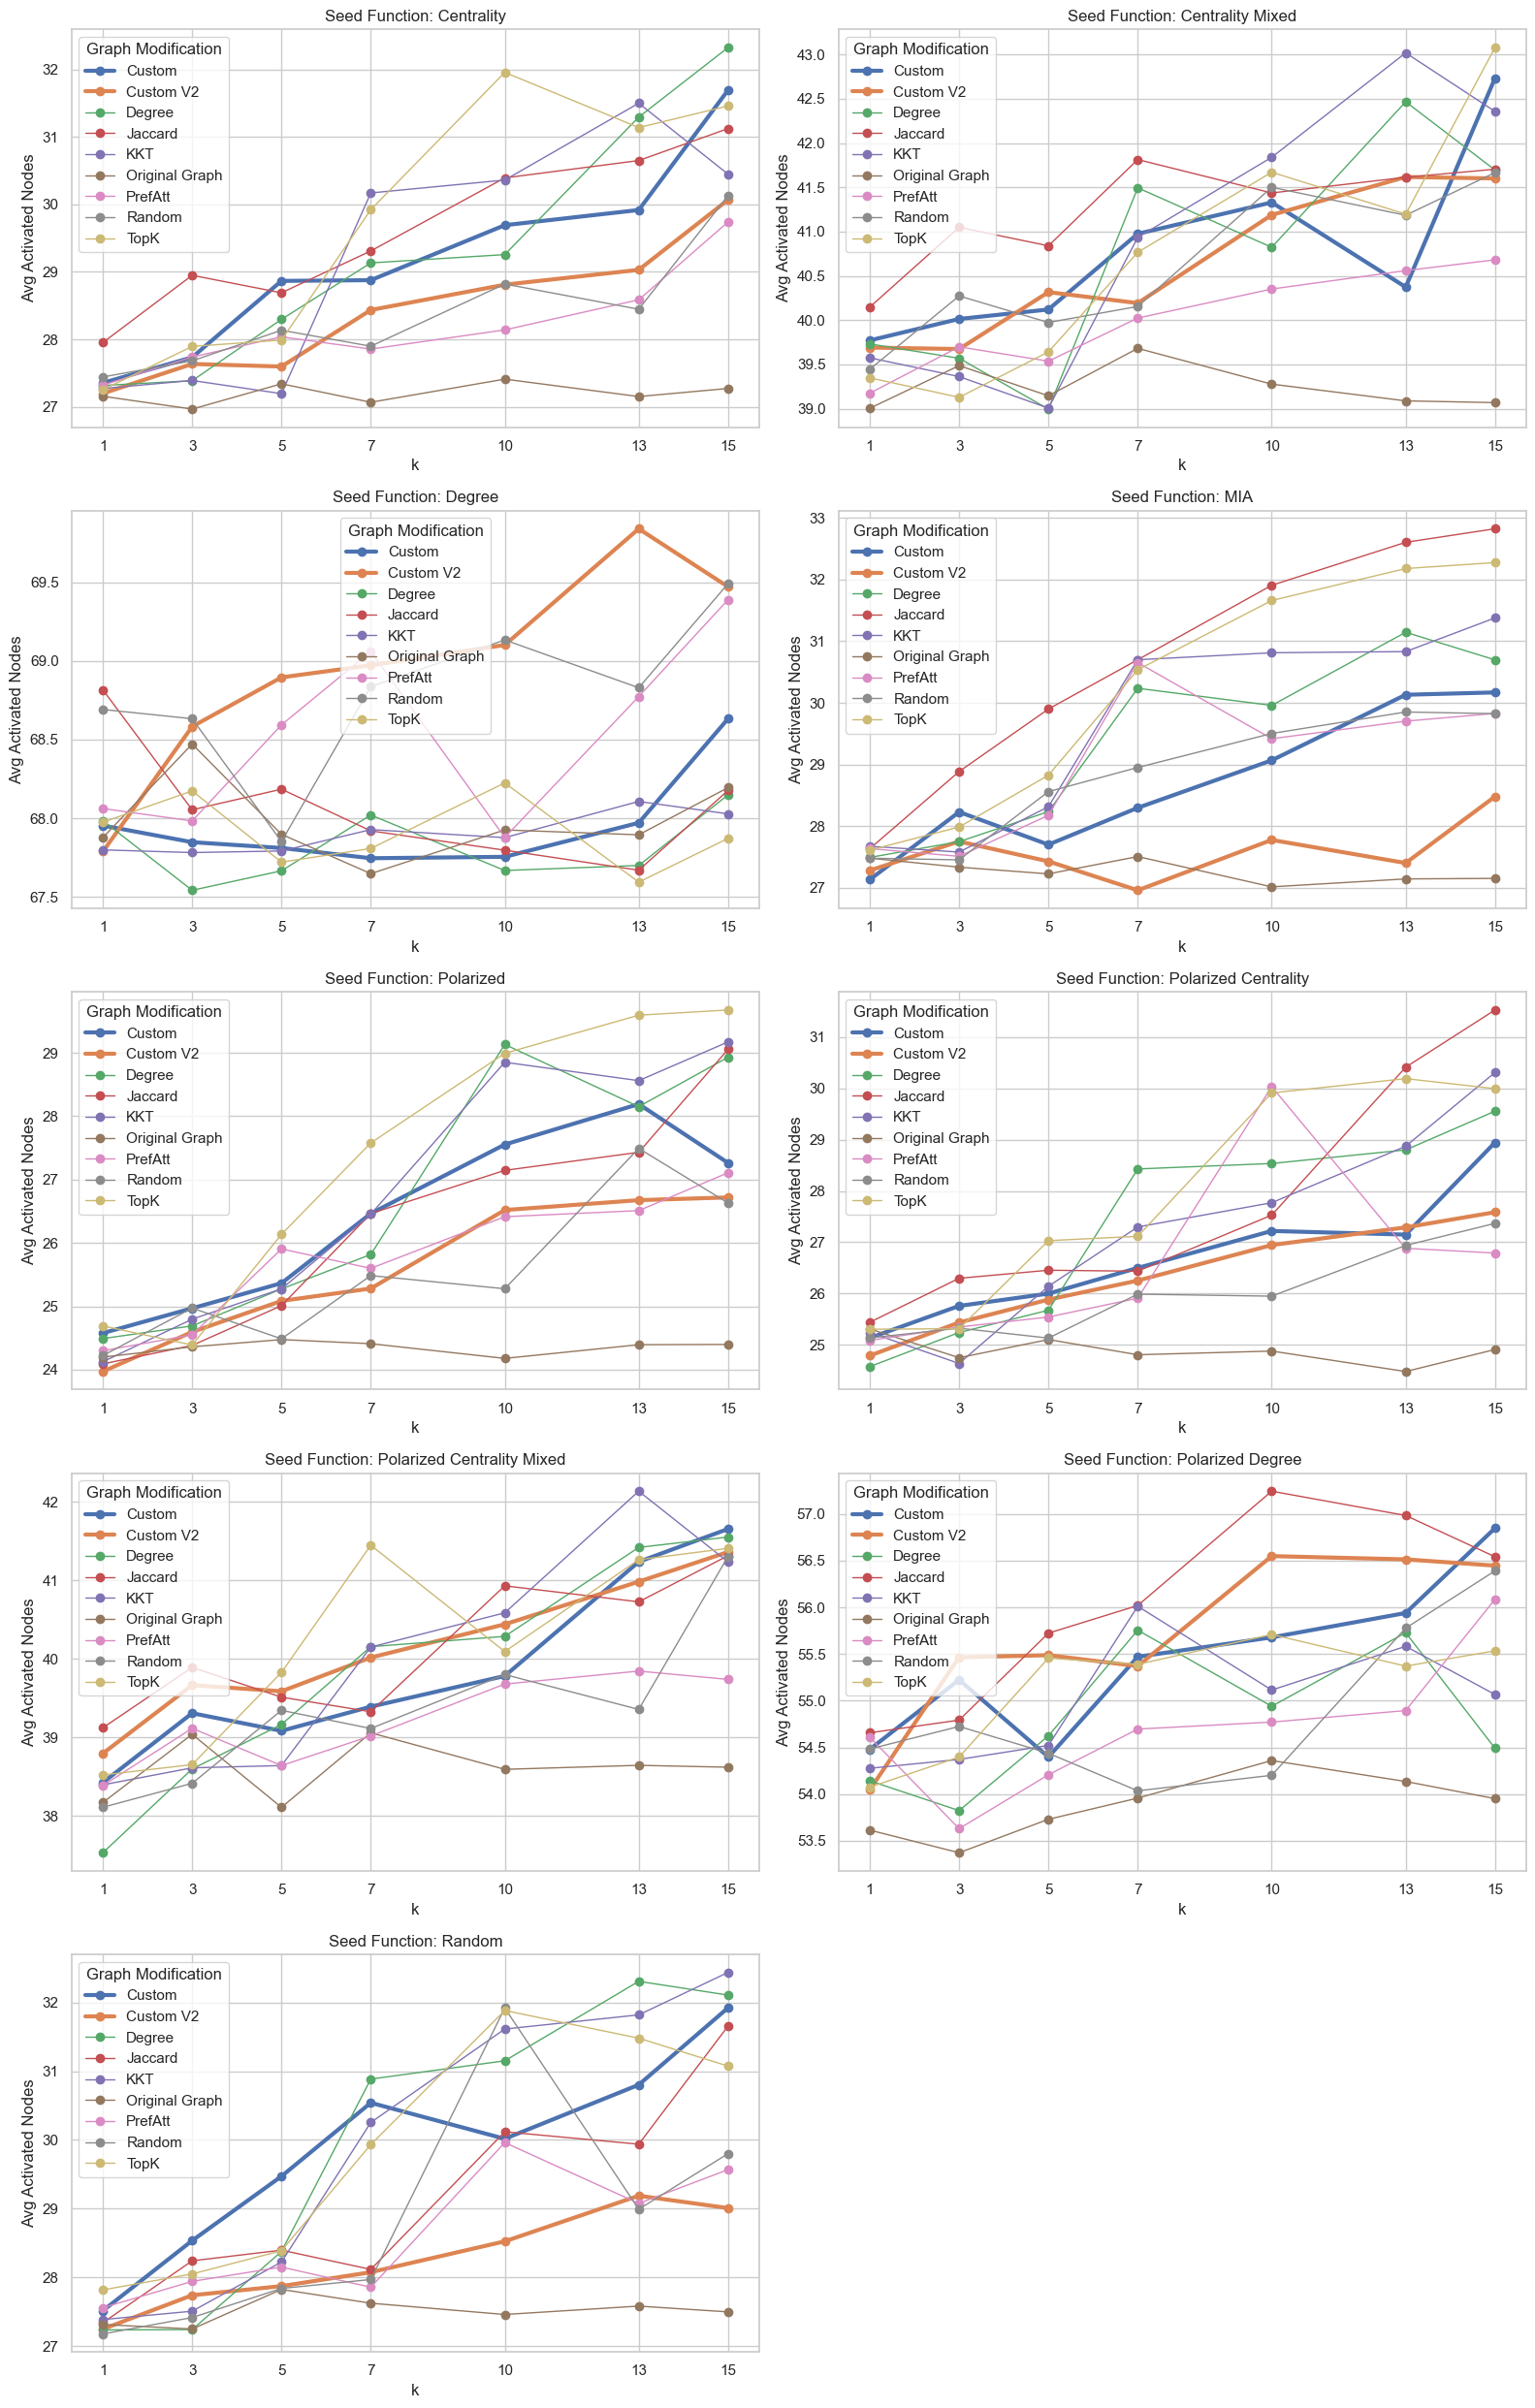 Seed Function: Centrality
Avg Activated Nodes
32
31
30
29
28
27
Graph Modification
Custom
Custom V2
Degree
Jaccard
KKT
Original Graph
PrefAtt
Random
TopK
1 3 5 7 10 13 15
k
Seed Function: Centrality Mixed
Avg Activated Nodes
43.0
42.5
42.0
41.5
41.0
40.5
40.0
39.5
39.0
Graph Modification
Custom
Custom V2
Degree
Jaccard
KKT
Original Graph
PrefAtt
Random
TopK
1 3 5 7 10 13 15
k
Seed Function: Degree
Avg Activated Nodes
69.5
69.0
68.5
68.0
67.5
Graph Modification
Custom
Custom V2
Degree
Jaccard
KKT
Original Graph
PrefAtt
Random
TopK
1 3 5 7 10 13 15
k
Seed Function: MIA
Avg Activated Nodes
33
32
31
30
29
28
27
Graph Modification
Custom
Custom V2
Degree
Jaccard
KKT
Original Graph
PrefAtt
Random
TopK
1 3 5 7 10 13 15
k
Seed Function: Polarized
Avg Activated Nodes
29
28
27
26
25
24
Graph Modification
Custom
Custom V2
Degree
Jaccard
KKT
Original Graph
PrefAtt
Random
TopK
1 3 5 7 10 13 15
k
Seed Function: Polarized Centrality
Avg Activated Nodes
31
30
29
28
27
26
25
Graph Modification
Custom
Custom V2
Degree
Jaccard
KKT
Original Graph
PrefAtt
Random
TopK
1 3 5 7 10 13 15
k
Seed Function: Polarized Centrality Mixed
Avg Activated Nodes
42
41
40
39
38
Graph Modification
Custom
Custom V2
Degree
Jaccard
KKT
Original Graph
PrefAtt
Random
TopK
1 3 5 7 10 13 15
k
Seed Function: Polarized Degree
Avg Activated Nodes
57.0
56.5
56.0
55.5
55.0
54.5
54.0
53.5
Graph Modification
Custom
Custom V2
Degree
Jaccard
KKT
Original Graph
PrefAtt
Random
TopK
1 3 5 7 10 13 15
k
Seed Function: Random
Avg Activated Nodes
32
31
30
29
28
27
Graph Modification
Custom
Custom V2
Degree
Jaccard
KKT
Original Graph
PrefAtt
Random
TopK
1 3 5 7 10 13 15
k